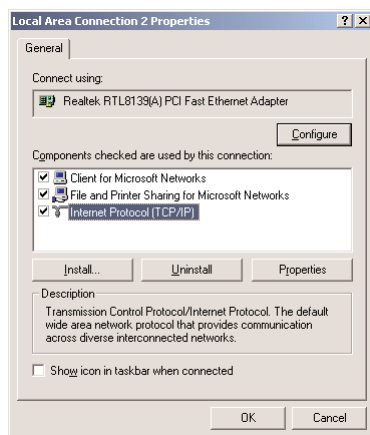 Local Area Connection 2 Properties
General
Connect using:
Realtek RTL8139(A) PCI Fast Ethernet Adapter
Configure
Components checked are used by this connection:
Client for Microsoft Networks
File and Printer Sharing for Microsoft Networks
Internet Protocol (TCP/IP)
Install... Uninstall Properties
Description
Transmission Control Protocol/Internet Protocol. The default
wide area network protocol that provides communication
across diverse interconnected networks.
Show icon in taskbar when connected
OK Cancel